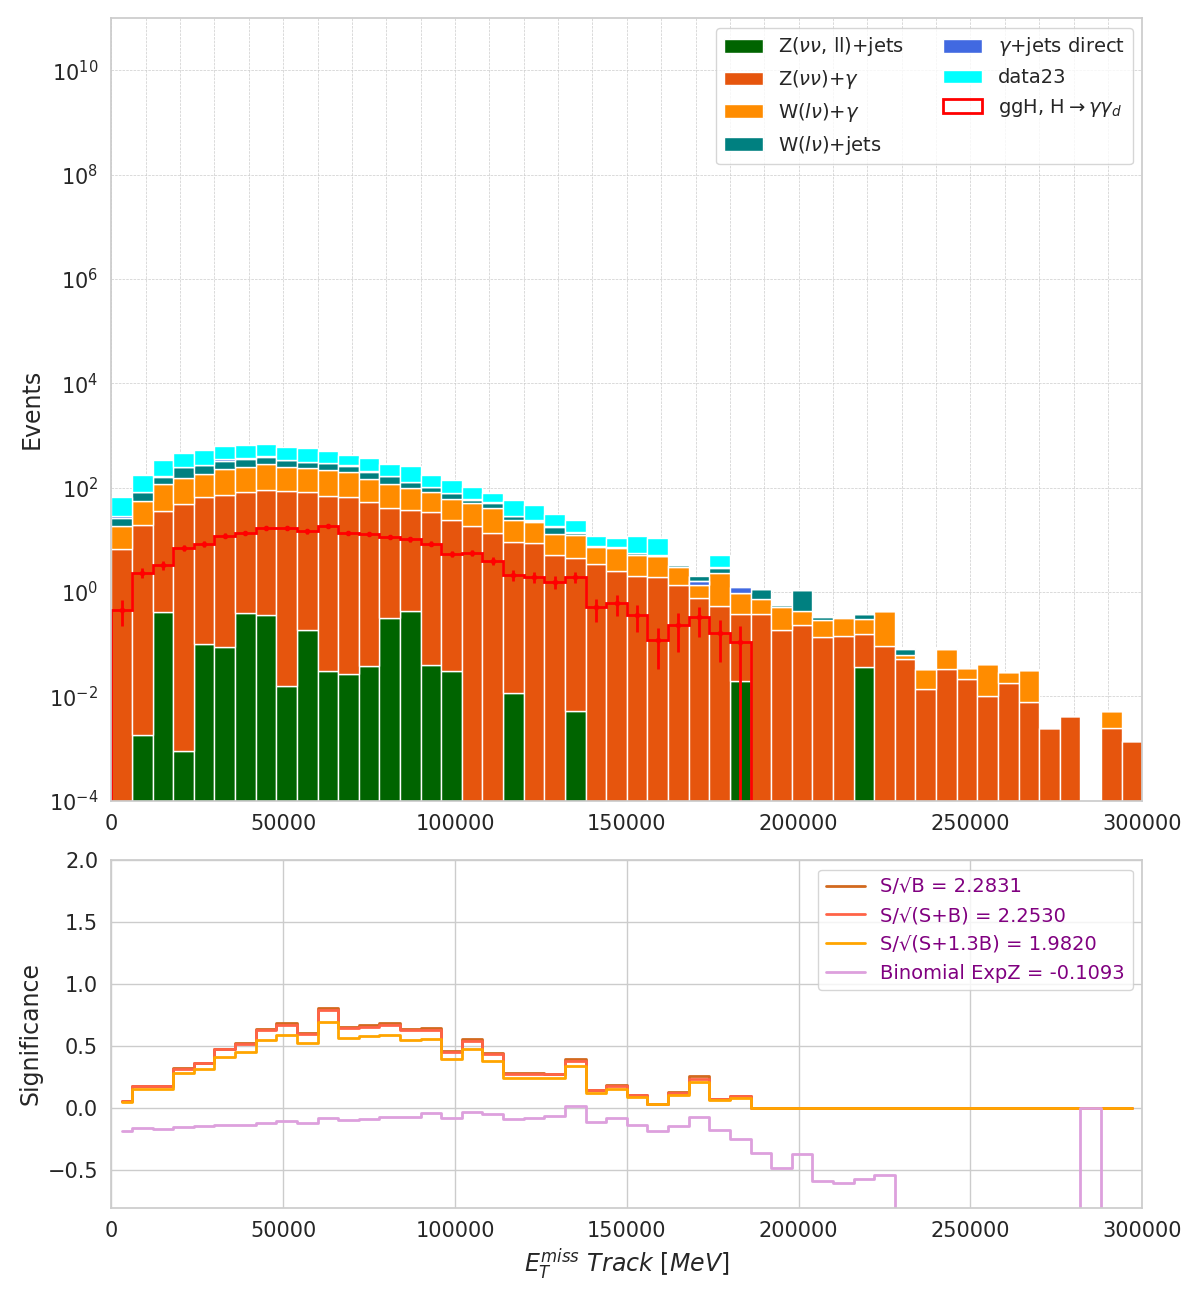 Z(νν, ll)+jets
Z(νν)+γ
W(lν)+γ
W(lν)+jets
γ+jets direct
data23
ggH, H→γγ_d
Events
10^10
10^8
10^6
10^4
10^2
10^0
10^−2
10^−4
0 50000 100000 150000 200000 250000 300000
S/√B = 2.2831
S/√(S+B) = 2.2530
S/√(S+1.3B) = 1.9820
Binomial ExpZ = -0.1093
Significance
2.0
1.5
1.0
0.5
0.0
−0.5
0 50000 100000 150000 200000 250000 300000
E_T^miss Track [MeV]